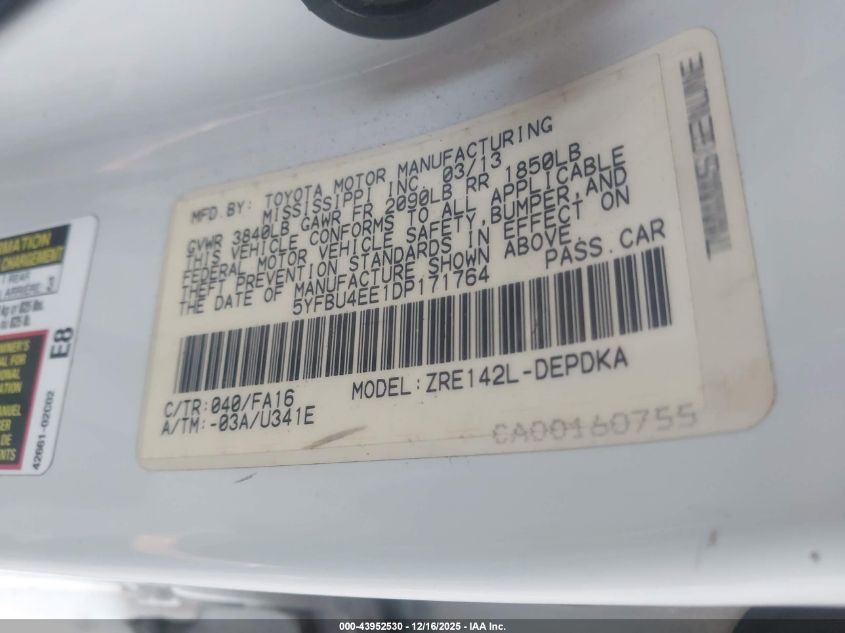 MFD.BY: TOYOTA MOTOR MANUFACTURING
MISSISSIPPI INC. 03/13
GVWR 3840LB GAWR FR 2090LB RR 1850LB
THIS VEHICLE CONFORMS TO ALL APPLICABLE
FEDERAL MOTOR VEHICLE SAFETY,BUMPER,AND
THEFT PREVENTION STANDARDS IN EFFECT ON
THE DATE OF MANUFACTURE SHOWN ABOVE.
5YFBU4EE1DP171764 PASS.CAR
C/TR:040/FA16 MODEL:ZRE142L-DEPDKA
A/TM:-03A/U341E
CA00160755
E8
42661-02C02
000-43952530 - 12/16/2025 - IAA Inc.